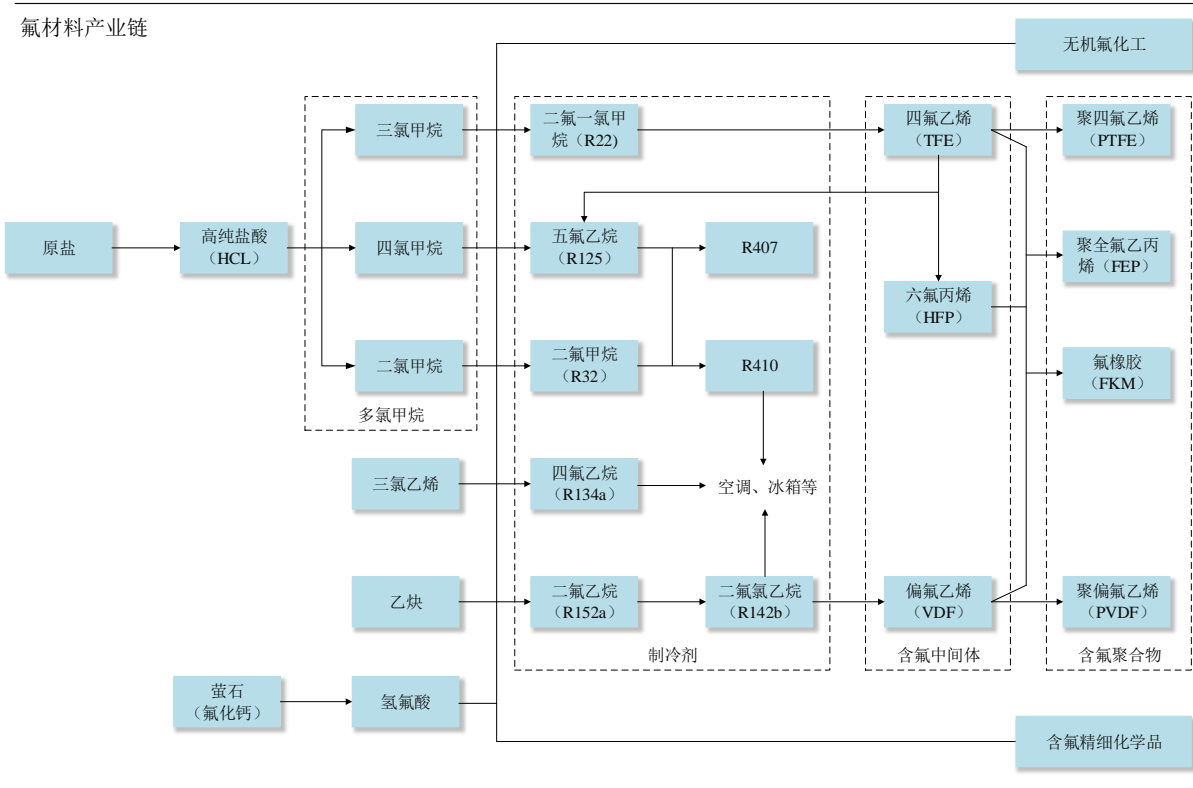 氟材料产业链
无机氟化工
三氯甲烷
二氟一氯甲
烷（R22)
四氟乙烯
（TFE）
聚四氟乙烯
（PTFE）
原盐
高纯盐酸
（HCL）
四氯甲烷
五氟乙烷
（R125）
R407
聚全氟乙丙
烯（FEP）
六氟丙烯
（HFP）
二氯甲烷
二氟甲烷
（R32）
R410
氟橡胶
（FKM）
多氯甲烷
三氯乙烯
四氟乙烷
（R134a）
空调、冰箱等
乙炔
二氟乙烷
（R152a）
二氟氯乙烷
（R142b）
偏氟乙烯
（VDF）
聚偏氟乙烯
（PVDF）
制冷剂
含氟中间体
含氟聚合物
萤石
（氟化钙）
氢氟酸
含氟精细化学品